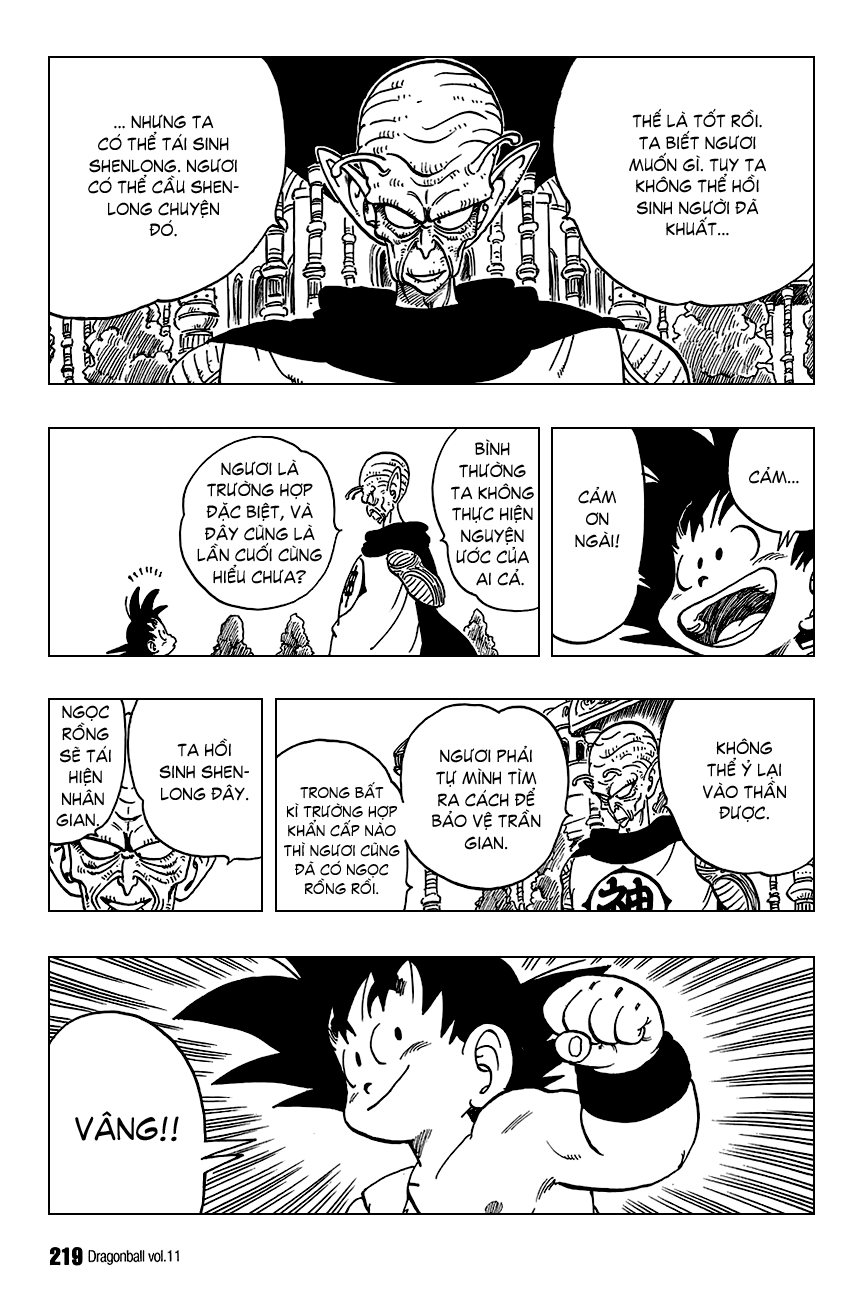 THẾ LÀ TỐT RỒI.
TA BIẾT NGƯƠI
MUỐN GÌ. TUY TA
KHÔNG THỂ HỒI
SINH NGƯỜI ĐÃ
KHUẤT...
... NHƯNG TA
CÓ THỂ TÁI SINH
SHENLONG. NGƯƠI
CÓ THỂ CẦU SHEN-
LONG CHUYỆN
ĐÓ.
CẢM...
CẢM
ƠN
NGÀI!
BÌNH
THƯỜNG
TA KHÔNG
THỰC HIỆN
NGUYỆN
ƯỚC CỦA
AI CẢ.
NGƯƠI LÀ
TRƯỜNG HỢP
ĐẶC BIỆT, VÀ
ĐÂY CŨNG LÀ
LẦN CUỐI CÙNG
HIỂU CHƯA?
KHÔNG
THỂ Ỷ LẠI
VÀO THẦN
ĐƯỢC.
NGƯƠI PHẢI
TỰ MÌNH TÌM
RA CÁCH ĐỂ
BẢO VỆ TRẦN
GIAN.
TRONG BẤT
KÌ TRƯỜNG HỢP
KHẨN CẤP NÀO
THÌ NGƯƠI CŨNG
ĐÃ CÓ NGỌC
RỒNG RỒI.
神
TA HỒI
SINH SHEN-
LONG ĐÂY.
NGỌC
RỒNG
SẼ TÁI
HIỆN
NHÂN
GIAN.
VÂNG!!
219 Dragonball vol.11